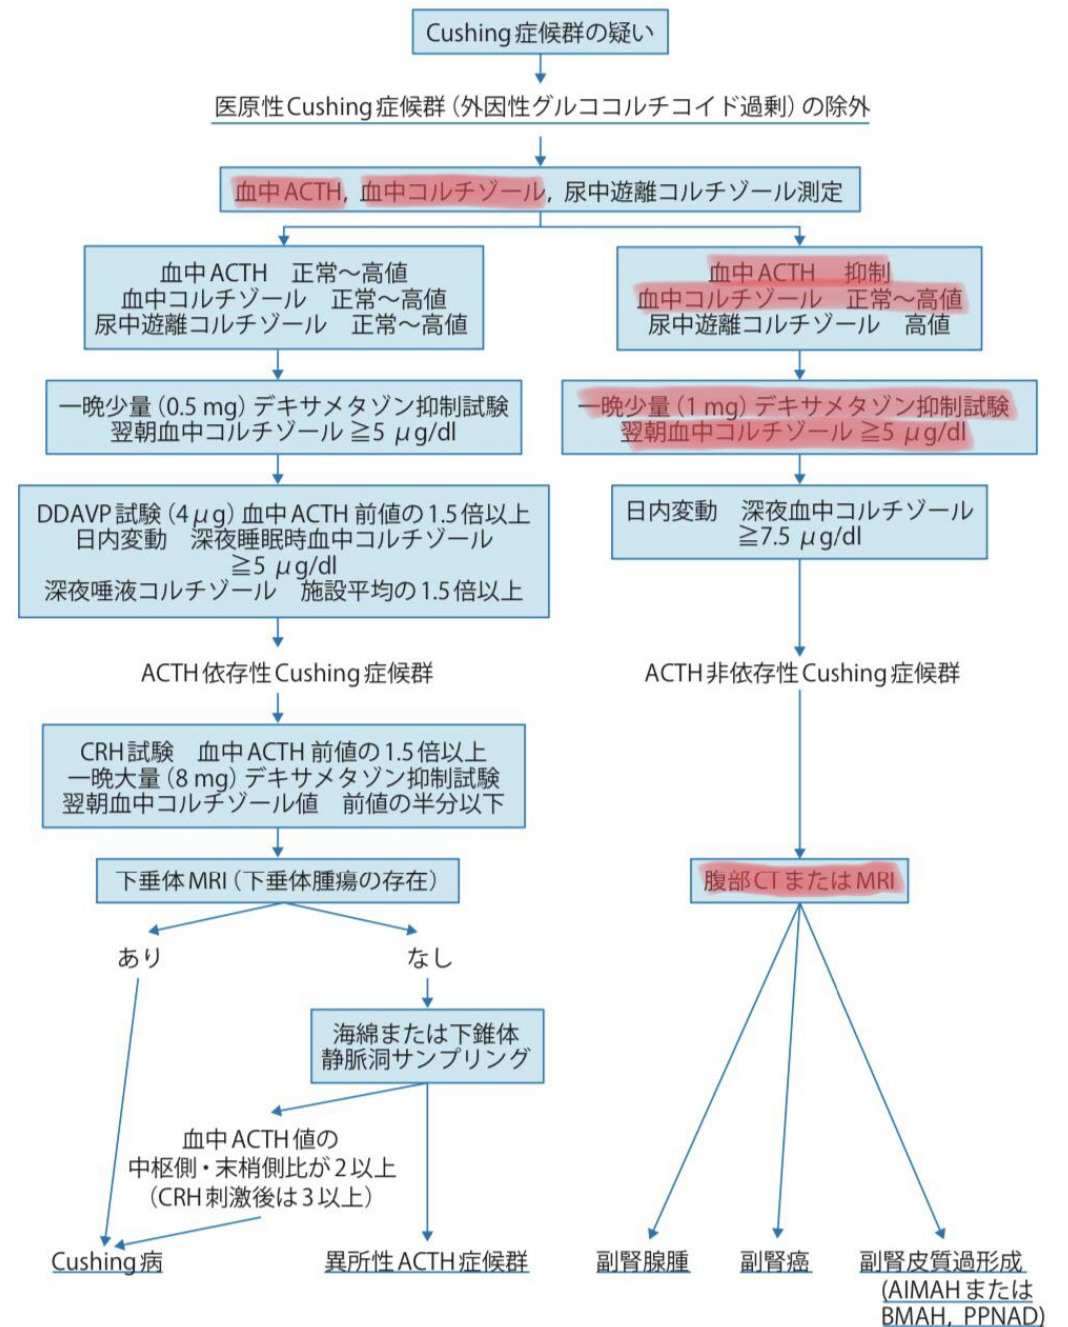 Cushing症候群の疑い
医原性Cushing症候群（外因性グルココルチコイド過剰）の除外
血中ACTH, 血中コルチゾール, 尿中遊離コルチゾール測定
血中ACTH　正常～高値
血中コルチゾール　正常～高値
尿中遊離コルチゾール　正常～高値
血中ACTH　抑制
血中コルチゾール　正常～高値
尿中遊離コルチゾール　高値
一晩少量（0.5 mg）デキサメタゾン抑制試験
翌朝血中コルチゾール ≧5 μg/dl
一晩少量（1 mg）デキサメタゾン抑制試験
翌朝血中コルチゾール ≧5 μg/dl
DDAVP試験（4μg）血中ACTH 前値の1.5倍以上
日内変動　深夜睡眠時血中コルチゾール
≧5 μg/dl
深夜唾液コルチゾール　施設平均の1.5倍以上
日内変動　深夜血中コルチゾール
≧7.5 μg/dl
ACTH依存性Cushing症候群
ACTH非依存性Cushing症候群
CRH試験　血中ACTH 前値の1.5倍以上
一晩大量（8 mg）デキサメタゾン抑制試験
翌朝血中コルチゾール値　前値の半分以下
下垂体MRI（下垂体腫瘍の存在）
腹部CTまたはMRI
あり
なし
海綿または下錐体
静脈洞サンプリング
血中ACTH値の
中枢側・末梢側比が2以上
（CRH刺激後は3以上）
Cushing病
異所性ACTH症候群
副腎腺腫
副腎癌
副腎皮質過形成
(AIMAHまたは
BMAH, PPNAD)